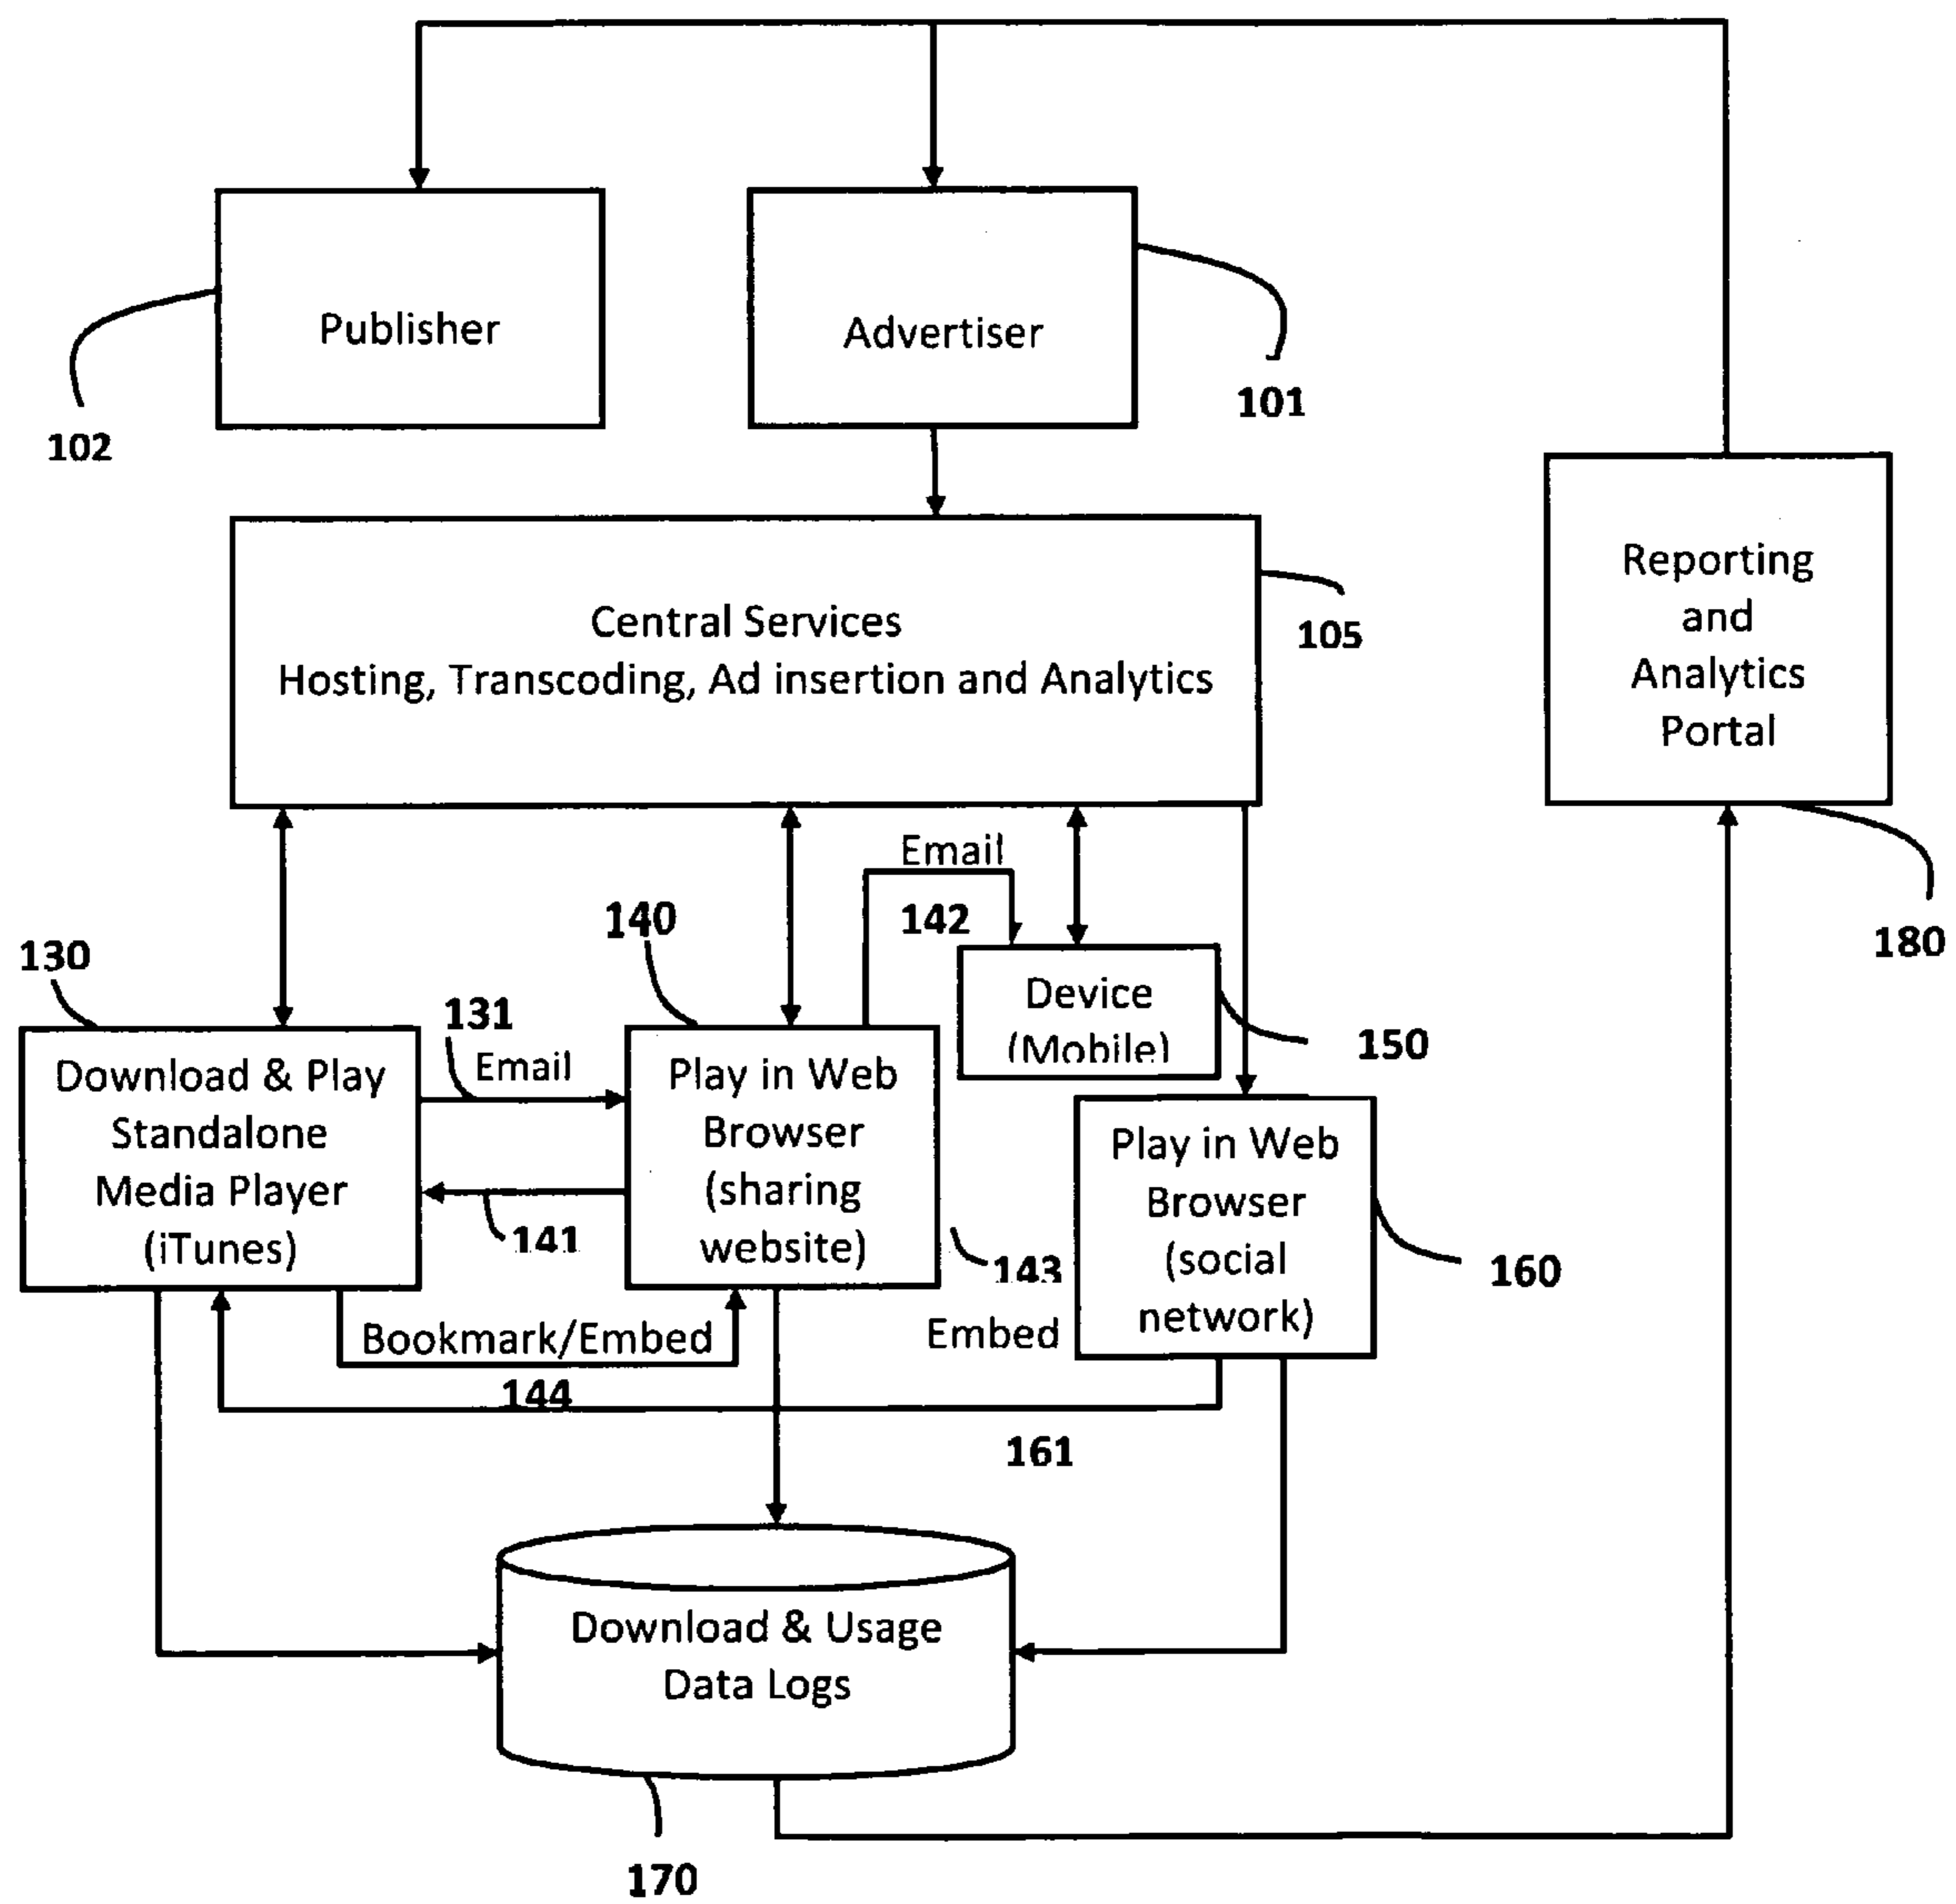 Publisher
Advertiser
101
102
Reporting
and
Analytics
Portal
Central Services
Hosting, Transcoding, Ad insertion and Analytics
105
180
Email
142
140
130
131
Email
Device
(Mobile)
150
Download & Play
Standalone
Media Player
(iTunes)
141
Play in Web
Browser
(sharing
website)
143
Embed
Play in Web
Browser
(social
network)
160
Bookmark/Embed
144
161
Download & Usage
Data Logs
170